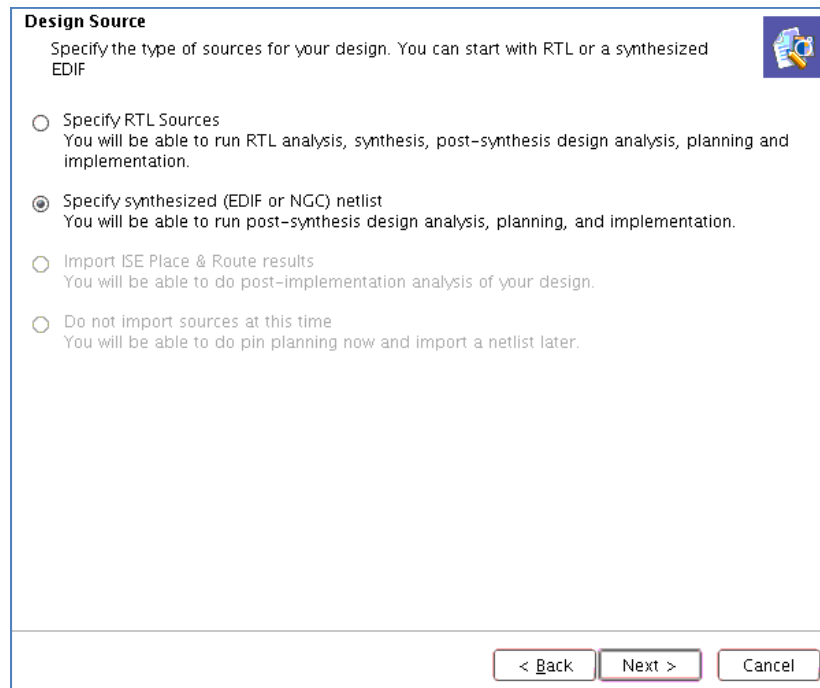 Design Source
Specify the type of sources for your design. You can start with RTL or a synthesized
EDIF
Specify RTL Sources
You will be able to run RTL analysis, synthesis, post-synthesis design analysis, planning and
implementation.
Specify synthesized (EDIF or NGC) netlist
You will be able to run post-synthesis design analysis, planning, and implementation.
Import ISE Place & Route results
You will be able to do post-implementation analysis of your design.
Do not import sources at this time
You will be able to do pin planning now and import a netlist later.
< Back Next > Cancel